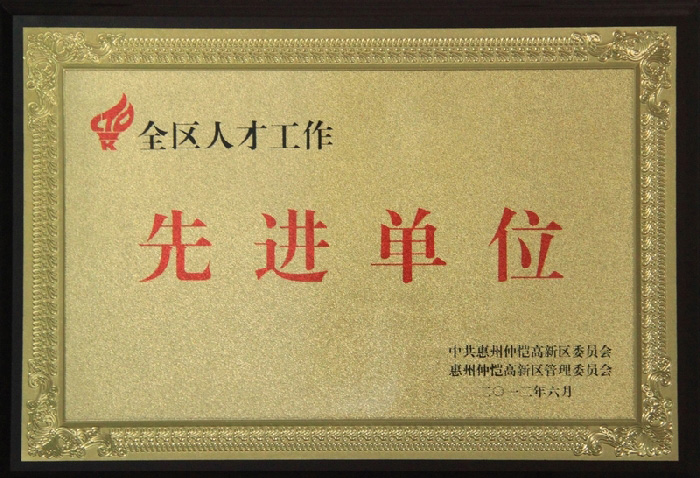 全区人才工作
先进单位
中共惠州仲恺高新区委员会
惠州仲恺高新区管理委员会
二〇一二年六月